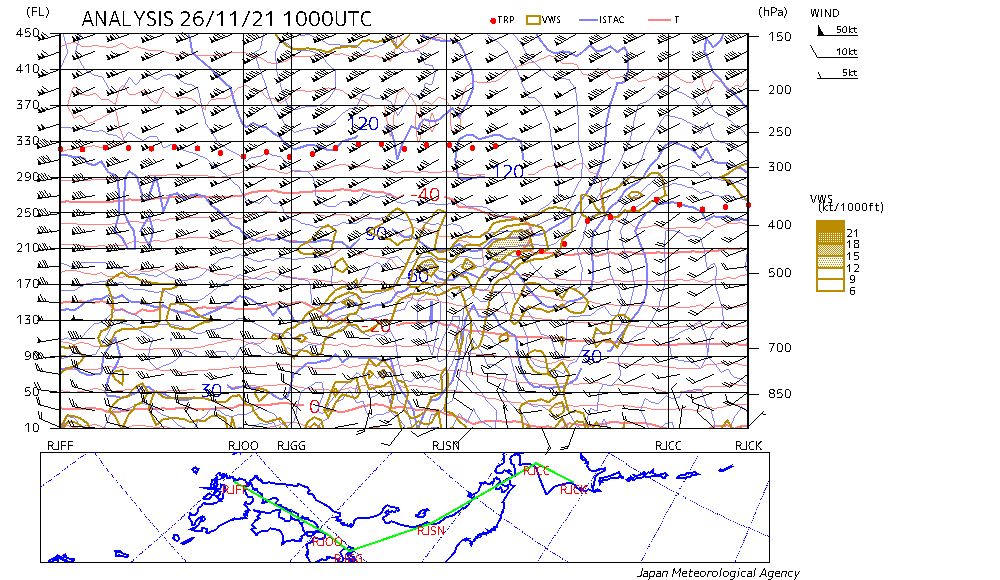 (FL) ANALYSIS 26/11/21 1000UTC TRP VWS ISTAC T (hPa) WIND
450 150 50kt
410 10kt
5kt
370 200
120
330 250
120
290 300
40
250 VWS
(kt/1000ft)
90 400
210 21
18
60 15
170 500 12
9
130 6
-20
90 30 700
50 30 850
0
10
RJFF RJOO RJGG RJSN RJCC RJCK
RJCC
RJFF RJCK
RJSN
RJOO
RJGG
Japan Meteorological Agency